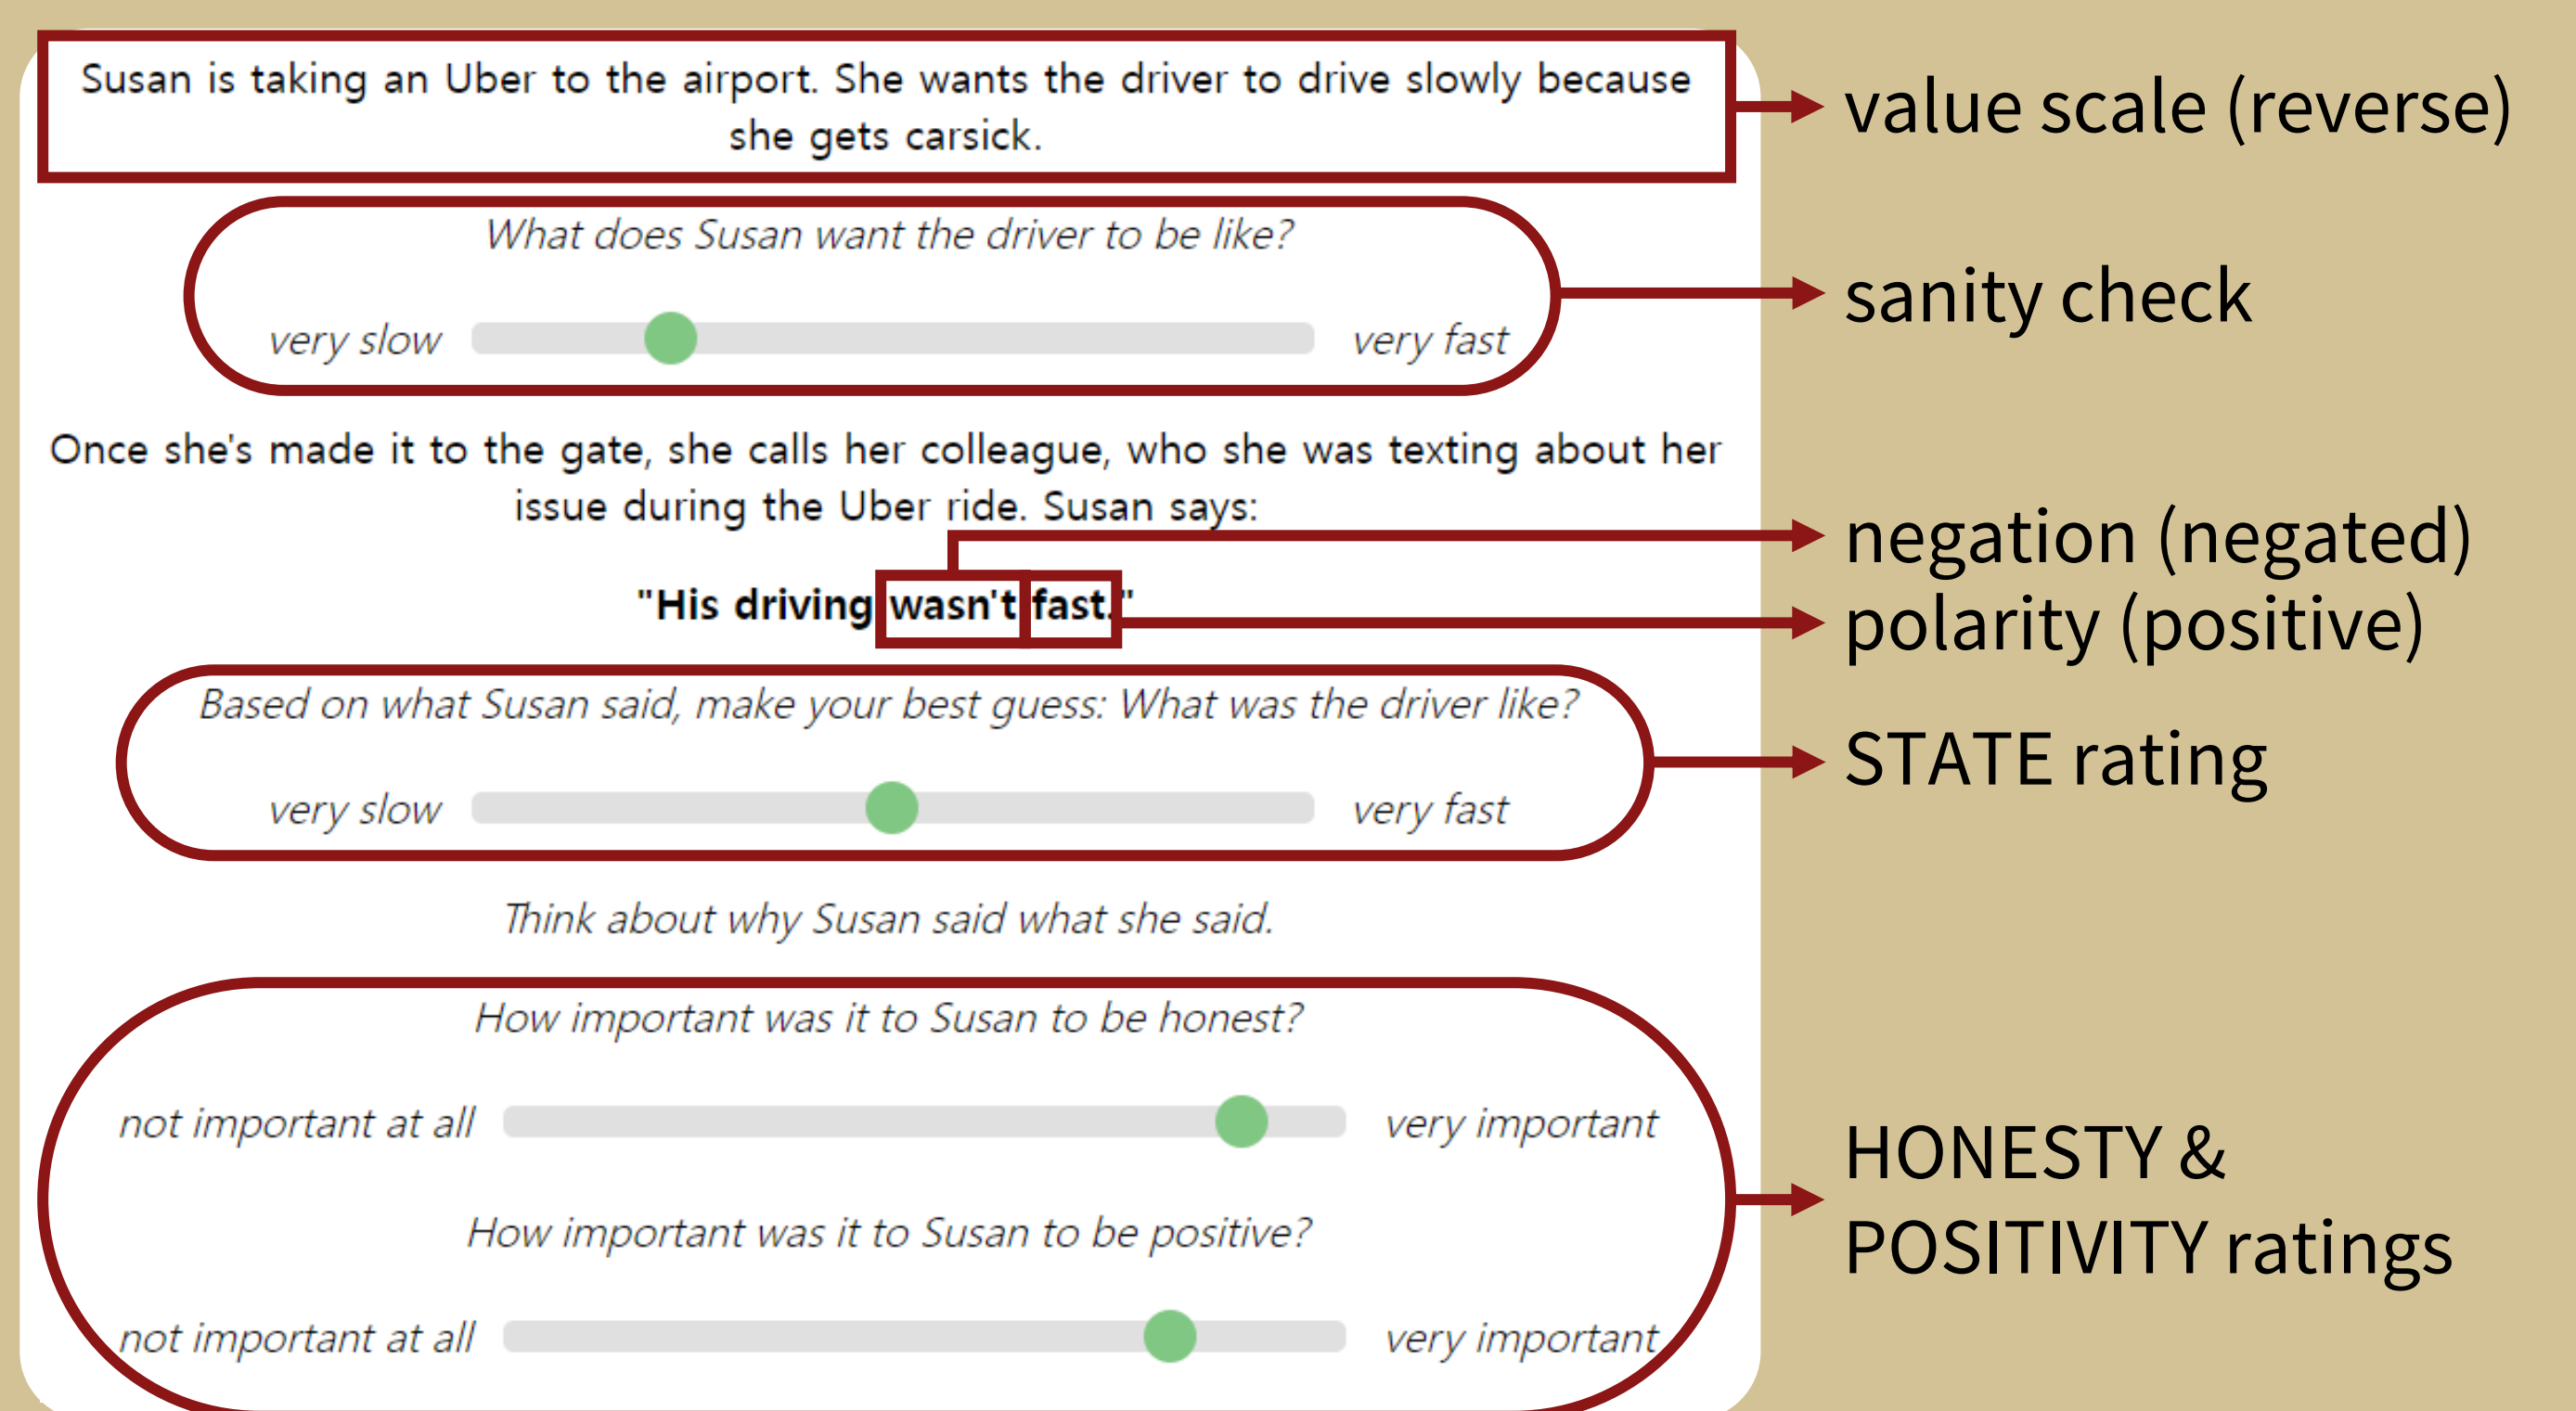 Susan is taking an Uber to the airport. She wants the driver to drive slowly because
she gets carsick.
value scale (reverse)
What does Susan want the driver to be like?
very slow
very fast
sanity check
Once she's made it to the gate, she calls her colleague, who she was texting about her
issue during the Uber ride. Susan says:
"His driving wasn't fast."
negation (negated)
polarity (positive)
Based on what Susan said, make your best guess: What was the driver like?
very slow
very fast
STATE rating
Think about why Susan said what she said.
How important was it to Susan to be honest?
not important at all
very important
How important was it to Susan to be positive?
not important at all
very important
HONESTY &
POSITIVITY ratings